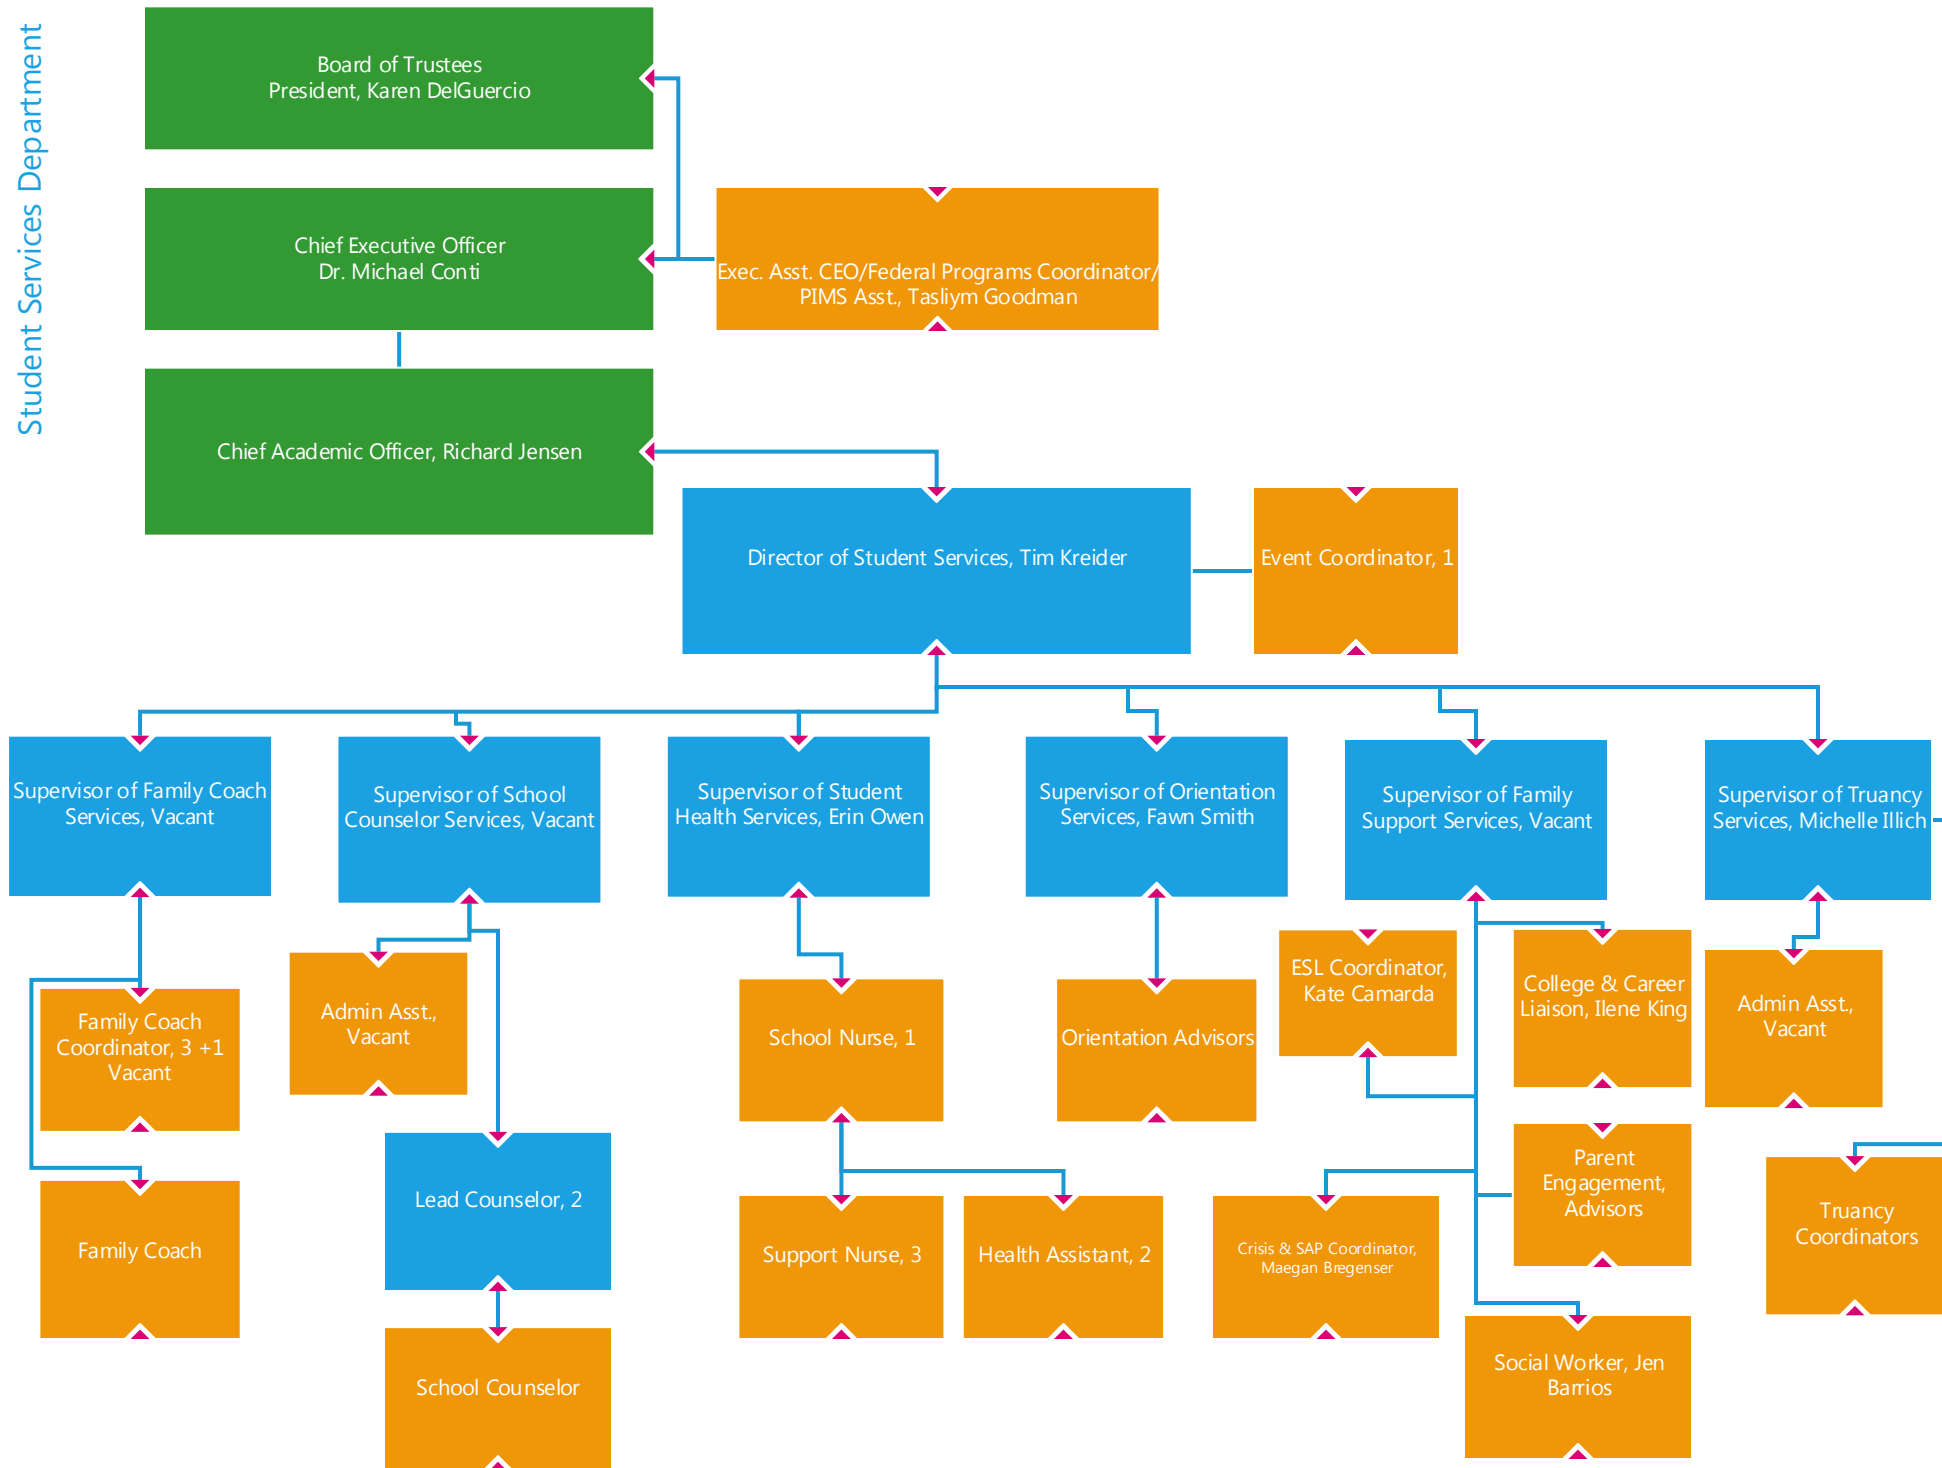 Student Services Department
Board of Trustees
President, Karen DelGuercio
Chief Executive Officer
Dr. Michael Conti
Exec. Asst. CEO/Federal Programs Coordinator/
PIMS Asst., Tasliym Goodman
Chief Academic Officer, Richard Jensen
Director of Student Services, Tim Kreider
Event Coordinator, 1
Supervisor of Family Coach
Services, Vacant
Supervisor of School
Counselor Services, Vacant
Supervisor of Student
Health Services, Erin Owen
Supervisor of Orientation
Services, Fawn Smith
Supervisor of Family
Support Services, Vacant
Supervisor of Truancy
Services, Michelle Illich
Family Coach
Coordinator, 3 +1
Vacant
Admin Asst.,
Vacant
School Nurse, 1
Orientation Advisors
ESL Coordinator,
Kate Camarda
College & Career
Liaison, Ilene King
Admin Asst.,
Vacant
Family Coach
Lead Counselor, 2
Support Nurse, 3
Health Assistant, 2
Crisis & SAP Coordinator,
Maegan Bregenser
Parent
Engagement,
Advisors
Truancy
Coordinators
School Counselor
Social Worker, Jen
Barrios